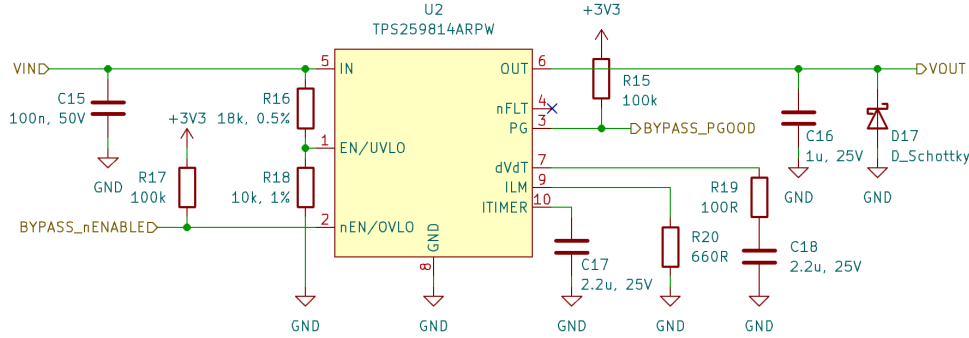 U2
TPS259814ARPW
+3V3
VIN
5
IN
OUT
6
VOUT
C15
100n, 50V
GND
R16
18k, 0.5%
R15
100k
nFLT
4
PG
3
BYPASS_PGOOD
C16
1u, 25V
GND
D17
D_Schottky
GND
+3V3
R17
100k
1
EN/UVLO
R18
10k, 1%
dVdT
7
ILM
9
ITIMER
10
R19
100R
BYPASS_nENABLE
2
nEN/OVLO
GND
8
R20
660R
C18
2.2u, 25V
C17
2.2u, 25V
GND
GND
GND
GND
GND